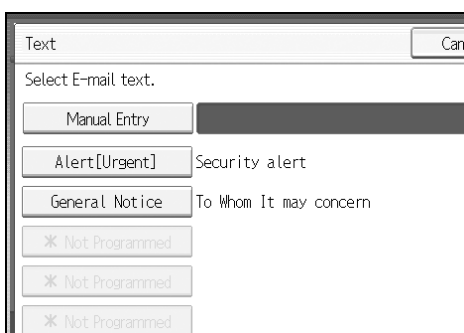 Text Can
Select E-mail text.
Manual Entry
Alert[Urgent] Security alert
General Notice To Whom It may concern
✱ Not Programmed
✱ Not Programmed
✱ Not Programmed